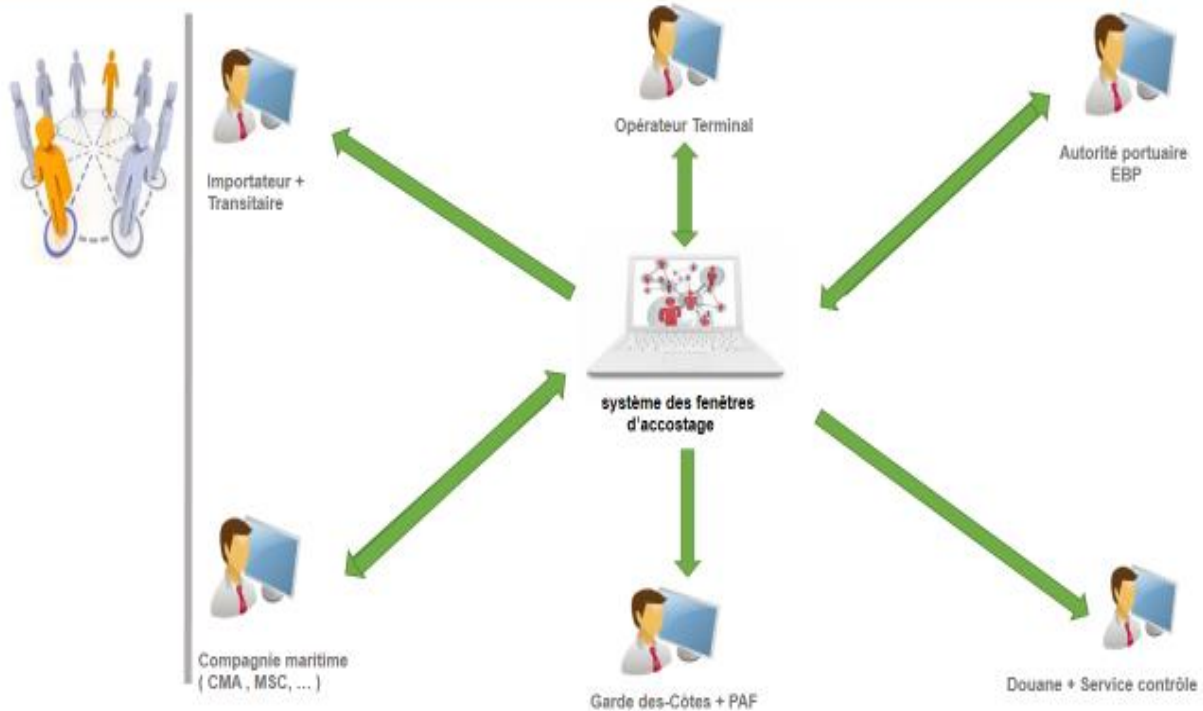 Opérateur Terminal
Importateur +
Transitaire
Autorité portuaire
EBP
système des fenêtres
d'accostage
Compagnie maritime
( CMA , MSC, ... )
Garde des-Côtes + PAF
Douane + Service contrôle